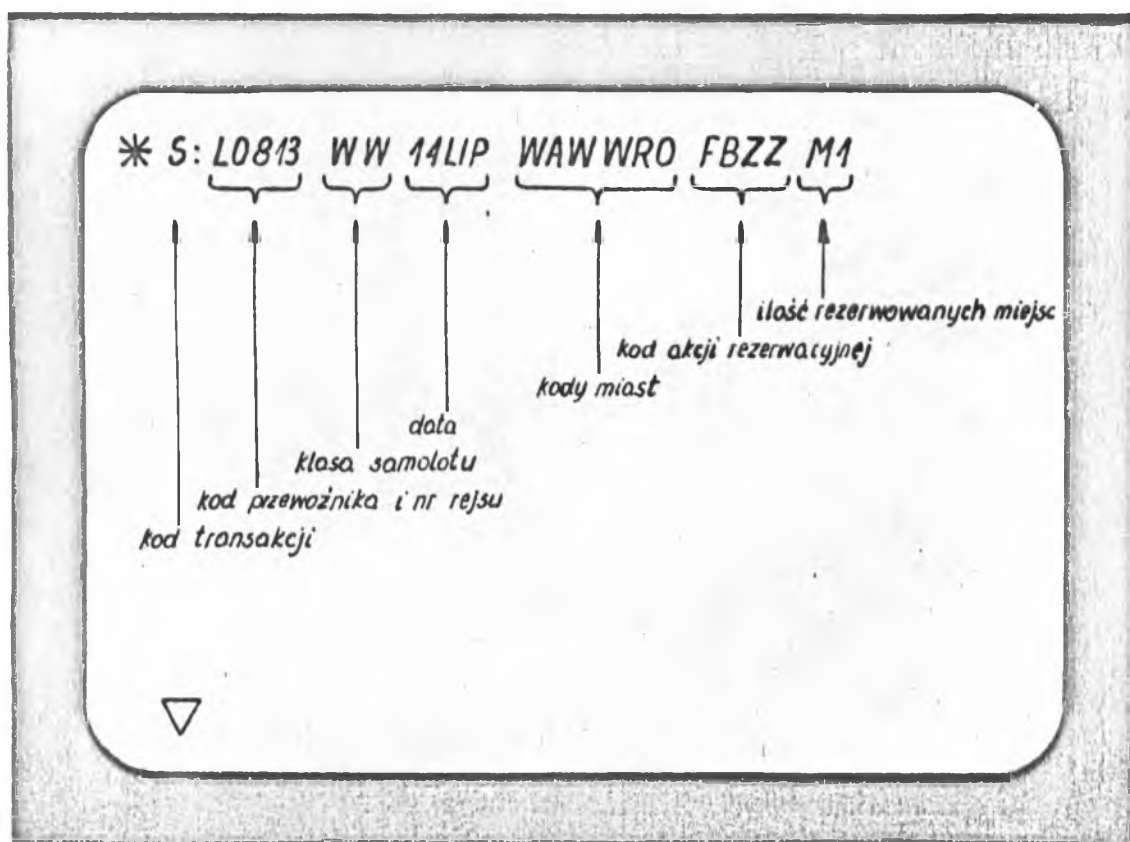 * S: LO813 WW 14LIP WAWWRO FBZZ M1
ilość rezerwowanych miejsc
kod akcji rezerwacyjnej
kody miast
data
klasa samolotu
kod przewoźnika i nr rejsu
kod transakcji